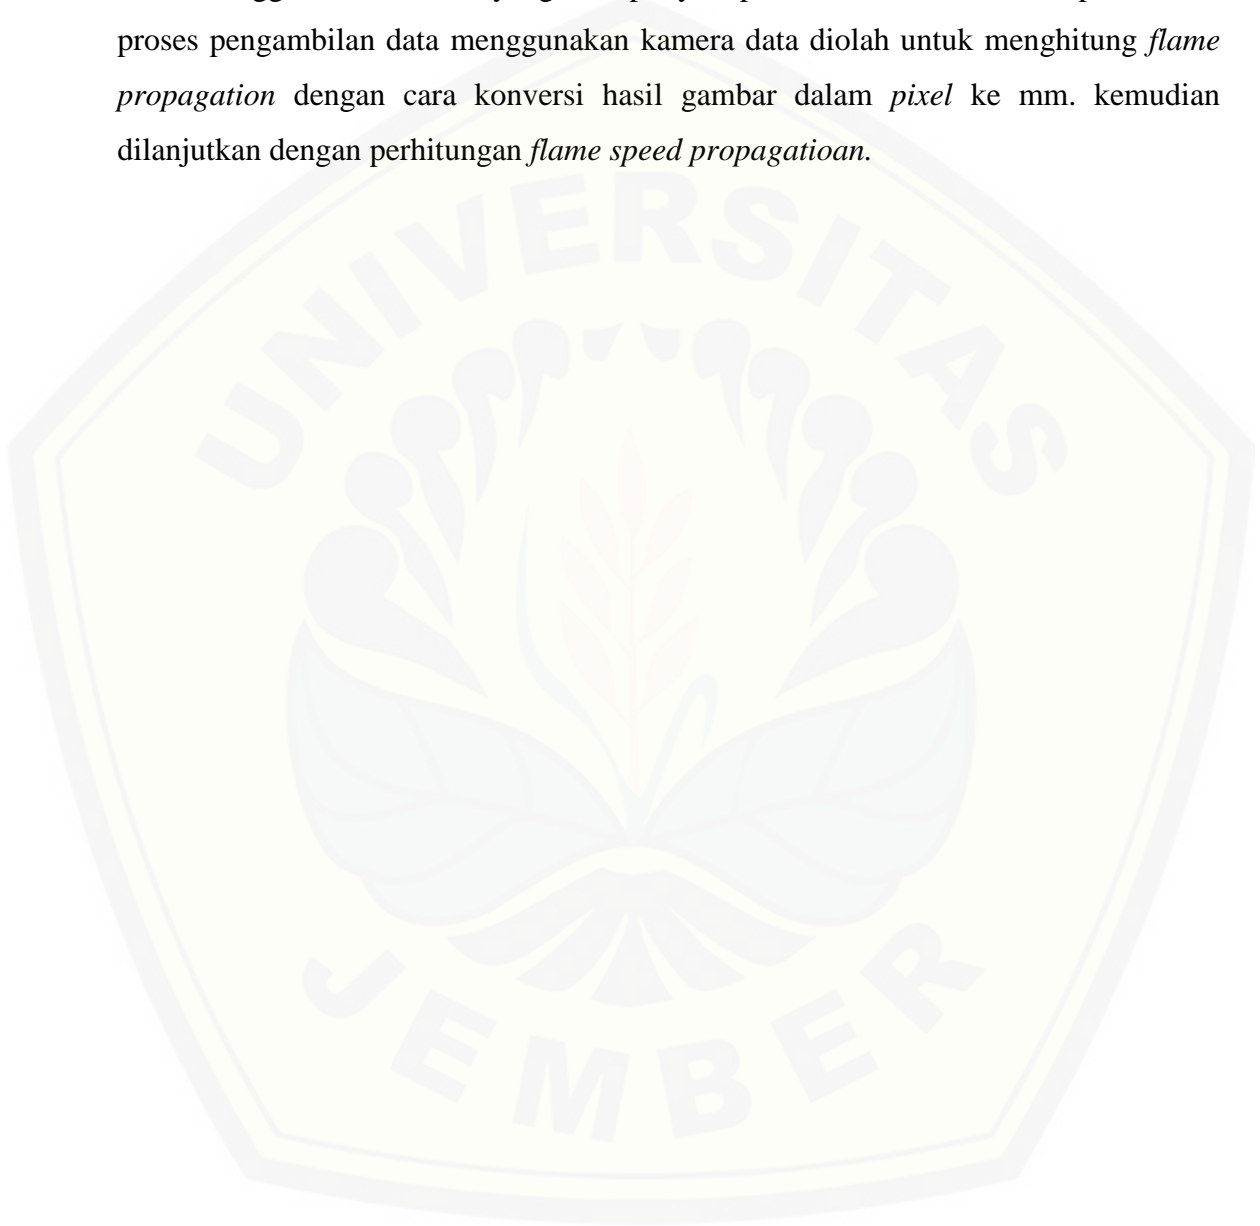 proses pengambilan data menggunakan kamera data diolah untuk menghitung flame
propagation dengan cara konversi hasil gambar dalam pixel ke mm. kemudian
dilanjutkan dengan perhitungan flame speed propagatioan.
UNIVERSITAS
JEMBER